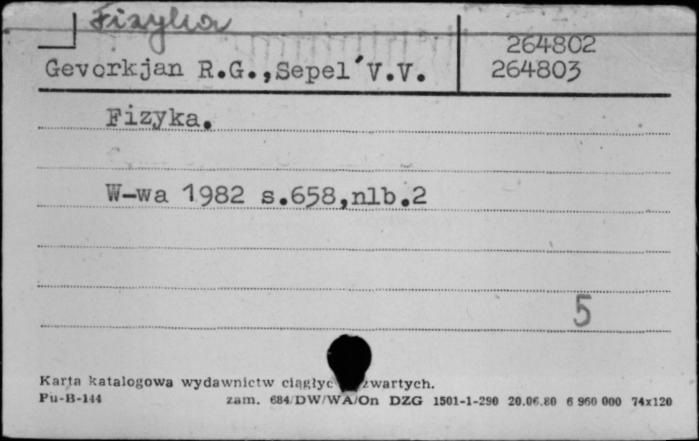 Fizyka
264802
Gevorkjan R.G.,Sepel´V.V. 264803
Fizyka.
W-wa 1982 s.658,nlb.2
5
Karta katalogowa wydawnictw zwartych.
Pu-B-144 zam. 684/DW/WA/On DZG 1501-1-290 20.06.80 6 960 000 74x120